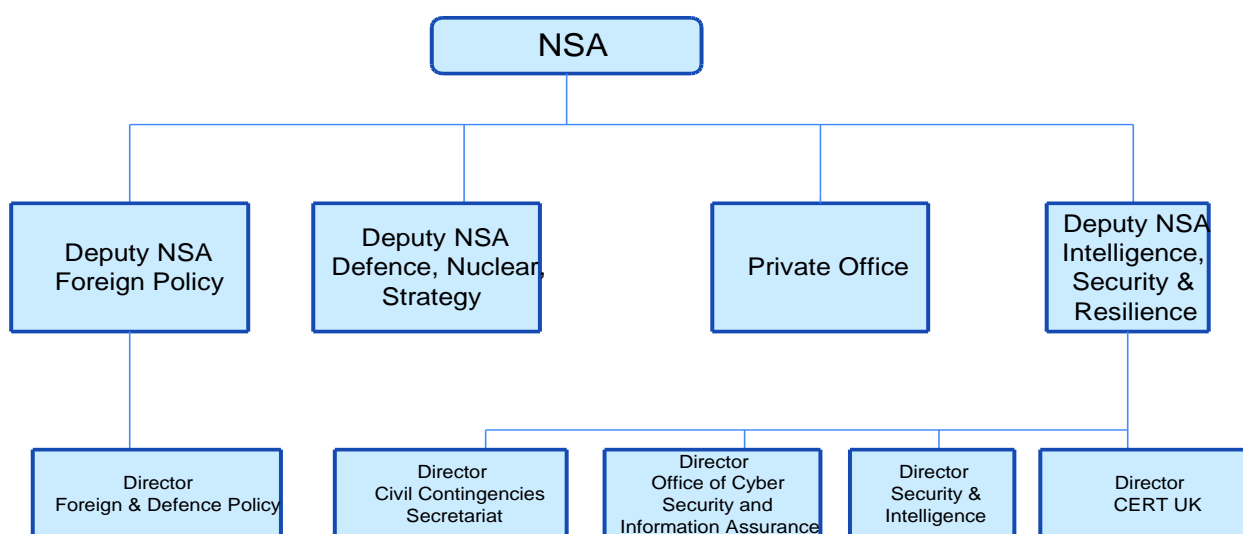 NSA
Deputy NSA
Foreign Policy
Deputy NSA
Defence, Nuclear,
Strategy
Private Office
Deputy NSA
Intelligence,
Security &
Resilience
Director
Foreign & Defence Policy
Director
Civil Contingencies
Secretariat
Director
Office of Cyber
Security and
Information Assurance
Director
Security &
Intelligence
Director
CERT UK